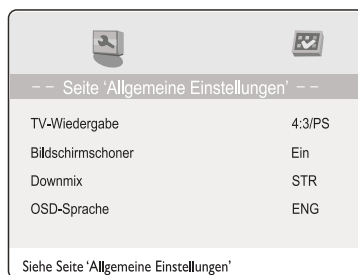 -- Seite 'Allgemeine Einstellungen' --
TV-Wiedergabe 4:3/PS
Bildschirmschoner Ein
Downmix STR
OSD-Sprache ENG
Siehe Seite 'Allgemeine Einstellungen'